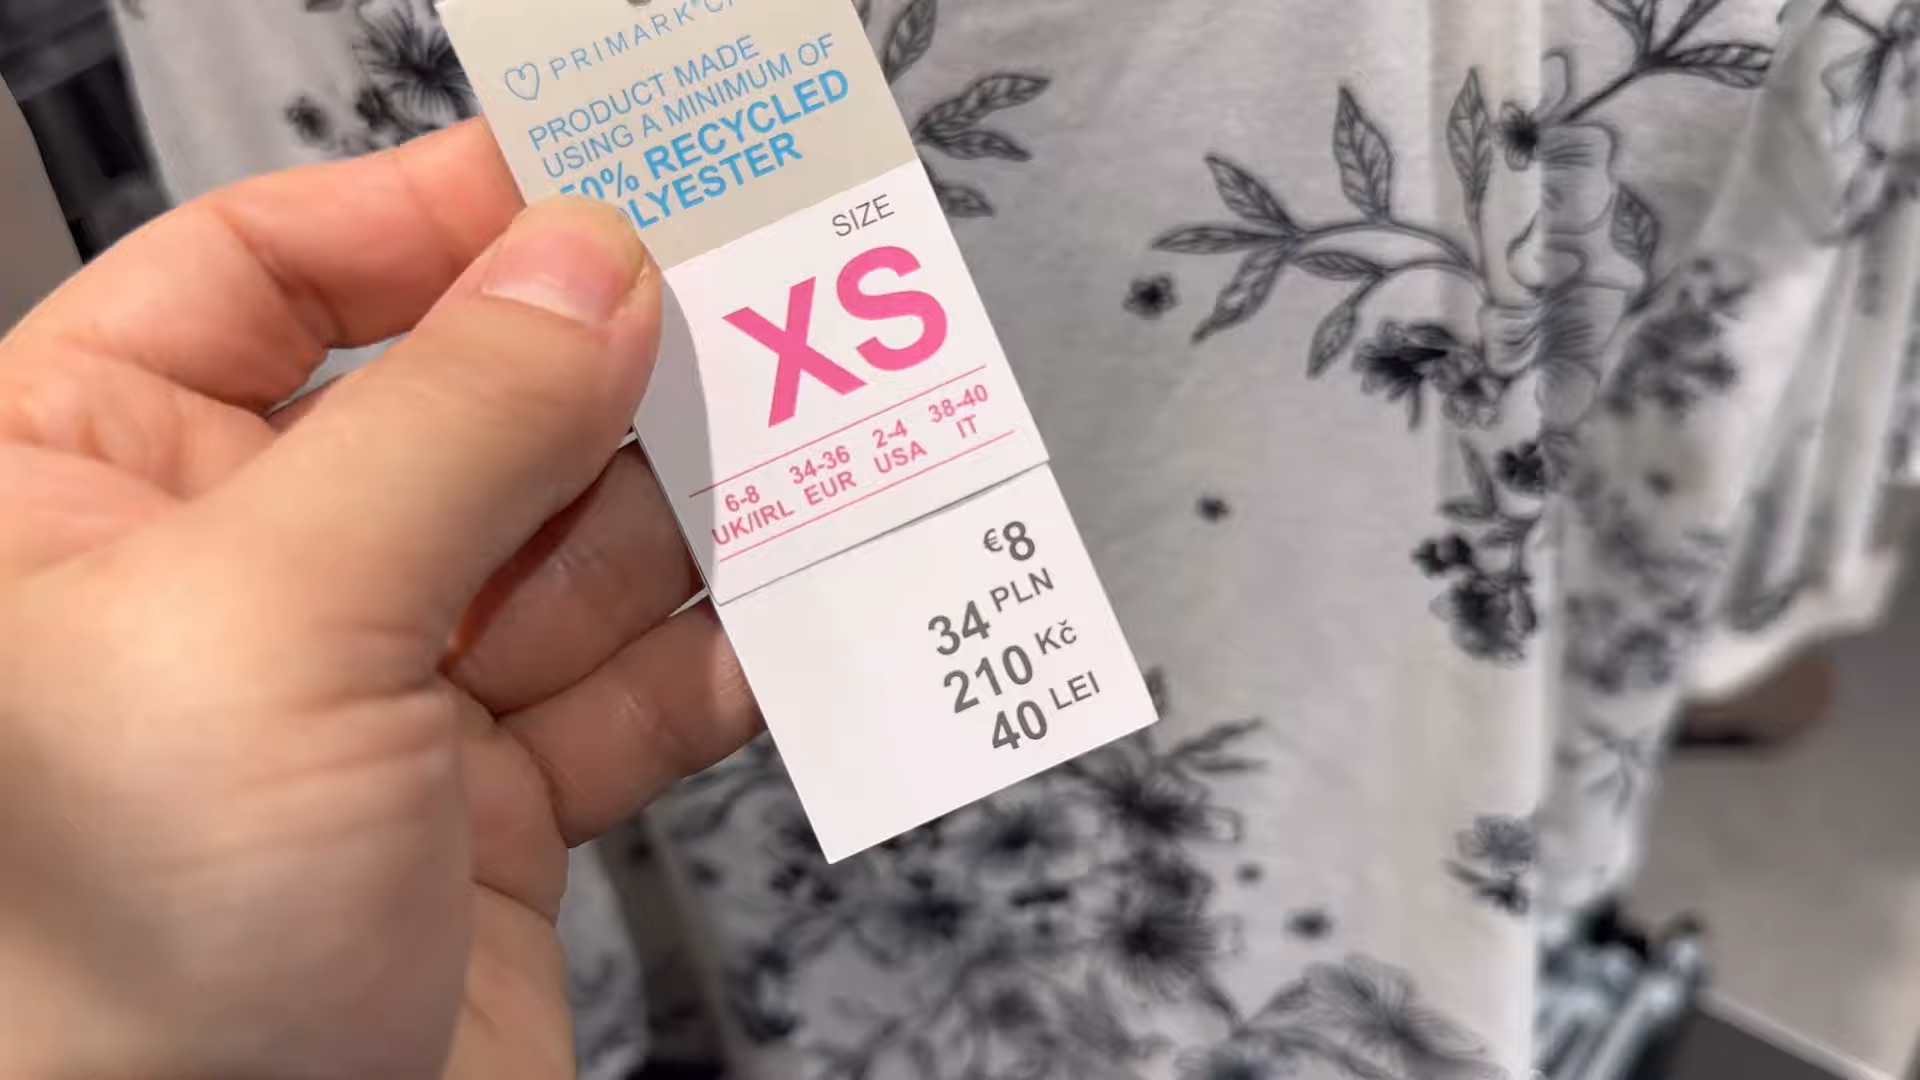 PRIMARK®
PRODUCT MADE
USING A MINIMUM OF
RECYCLED
SIZE
XS
6-8 34-36 2-4 38-40
UK/IRL EUR USA IT
€8
34 PLN
210 Kč
40 LEI